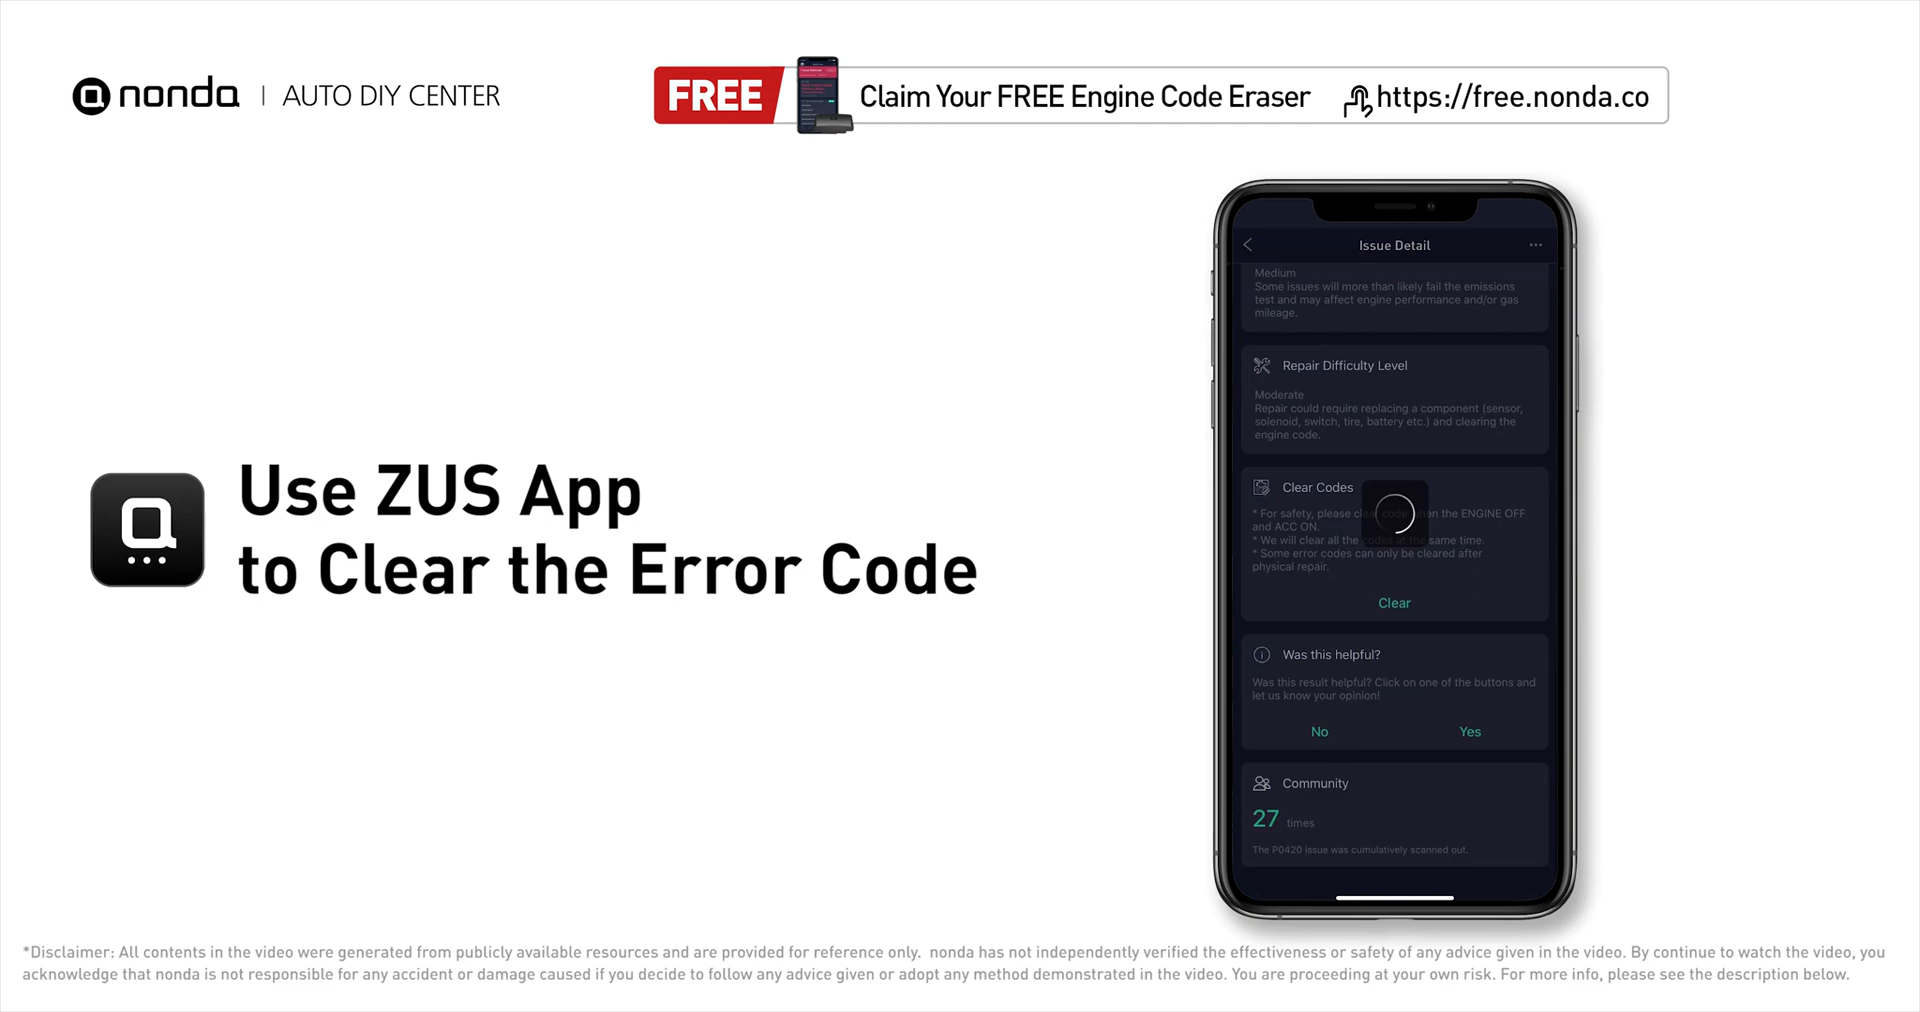 nonda | AUTO DIY CENTER
FREE Claim Your FREE Engine Code Eraser https://free.nonda.co
Use ZUS App
to Clear the Error Code
Issue Detail
Medium
Some issues will more than likely fail the emissions
test and may affect engine performance and/or gas
mileage.
Repair Difficulty Level
Moderate
Repair could require replacing a component (sensor,
solenoid, switch, tire, battery etc.) and clearing the
engine code.
Clear Codes
* For safety, please clear code when the ENGINE OFF
and ACC ON.
* We will clear all the codes at the same time.
* Some error codes can only be cleared after
physical repair.
Clear
Was this helpful?
Was this result helpful? Click on one of the buttons and
let us know your opinion!
No Yes
Community
27 times
The P0420 issue was cumulatively scanned out.
*Disclaimer: All contents in the video were generated from publicly available resources and are provided for reference only. nonda has not independently verified the effectiveness or safety of any advice given in the video. By continue to watch the video, you
acknowledge that nonda is not responsible for any accident or damage caused if you decide to follow any advice given or adopt any method demonstrated in the video. You are proceeding at your own risk. For more info, please see the description below.